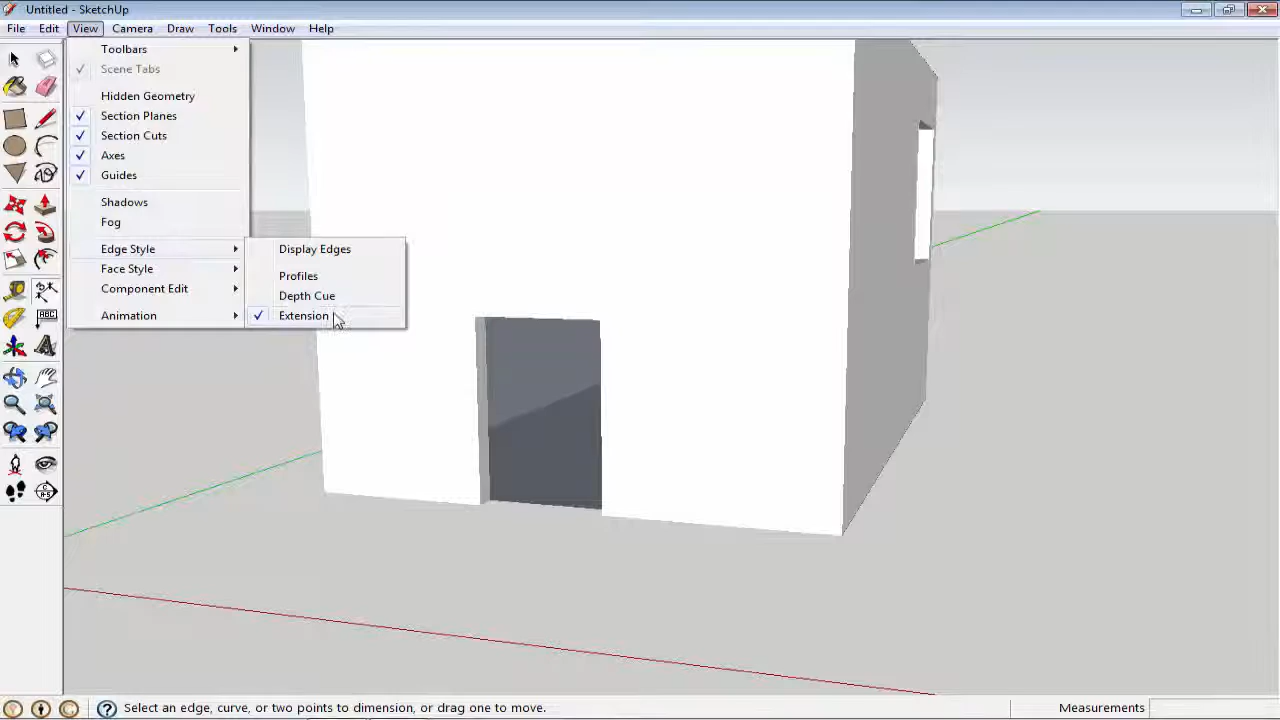 Untitled - SketchUp
File Edit View Camera Draw Tools Window Help
Toolbars
Scene Tabs
Hidden Geometry
Section Planes
Section Cuts
Axes
Guides
Shadows
Fog
Edge Style
Face Style
Component Edit
Animation
Display Edges
Profiles
Depth Cue
Extension
ABC
Select an edge, curve, or two points to dimension, or drag one to move.
Measurements